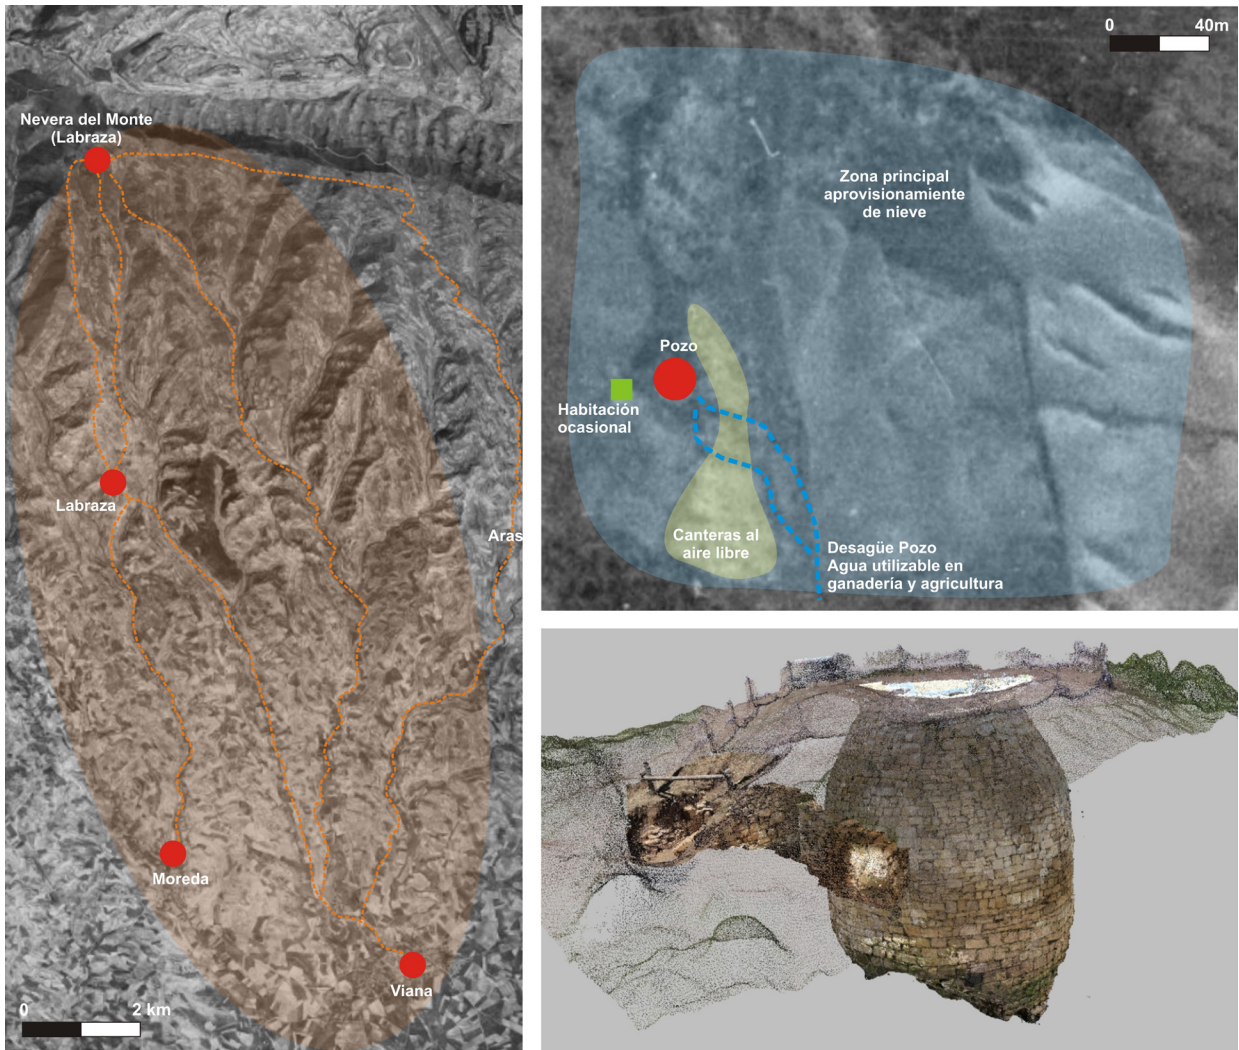 Nevera del Monte
(Labraza)
Labraza
Aras
Moreda
Viana
0
2 km
0
40m
Zona principal
aprovisionamiente
de nieve
Pozo
Habitación
ocasional
Canteras al
aire libre
Desagüe Pozo
Agua utilizable en
ganadería y agricultura